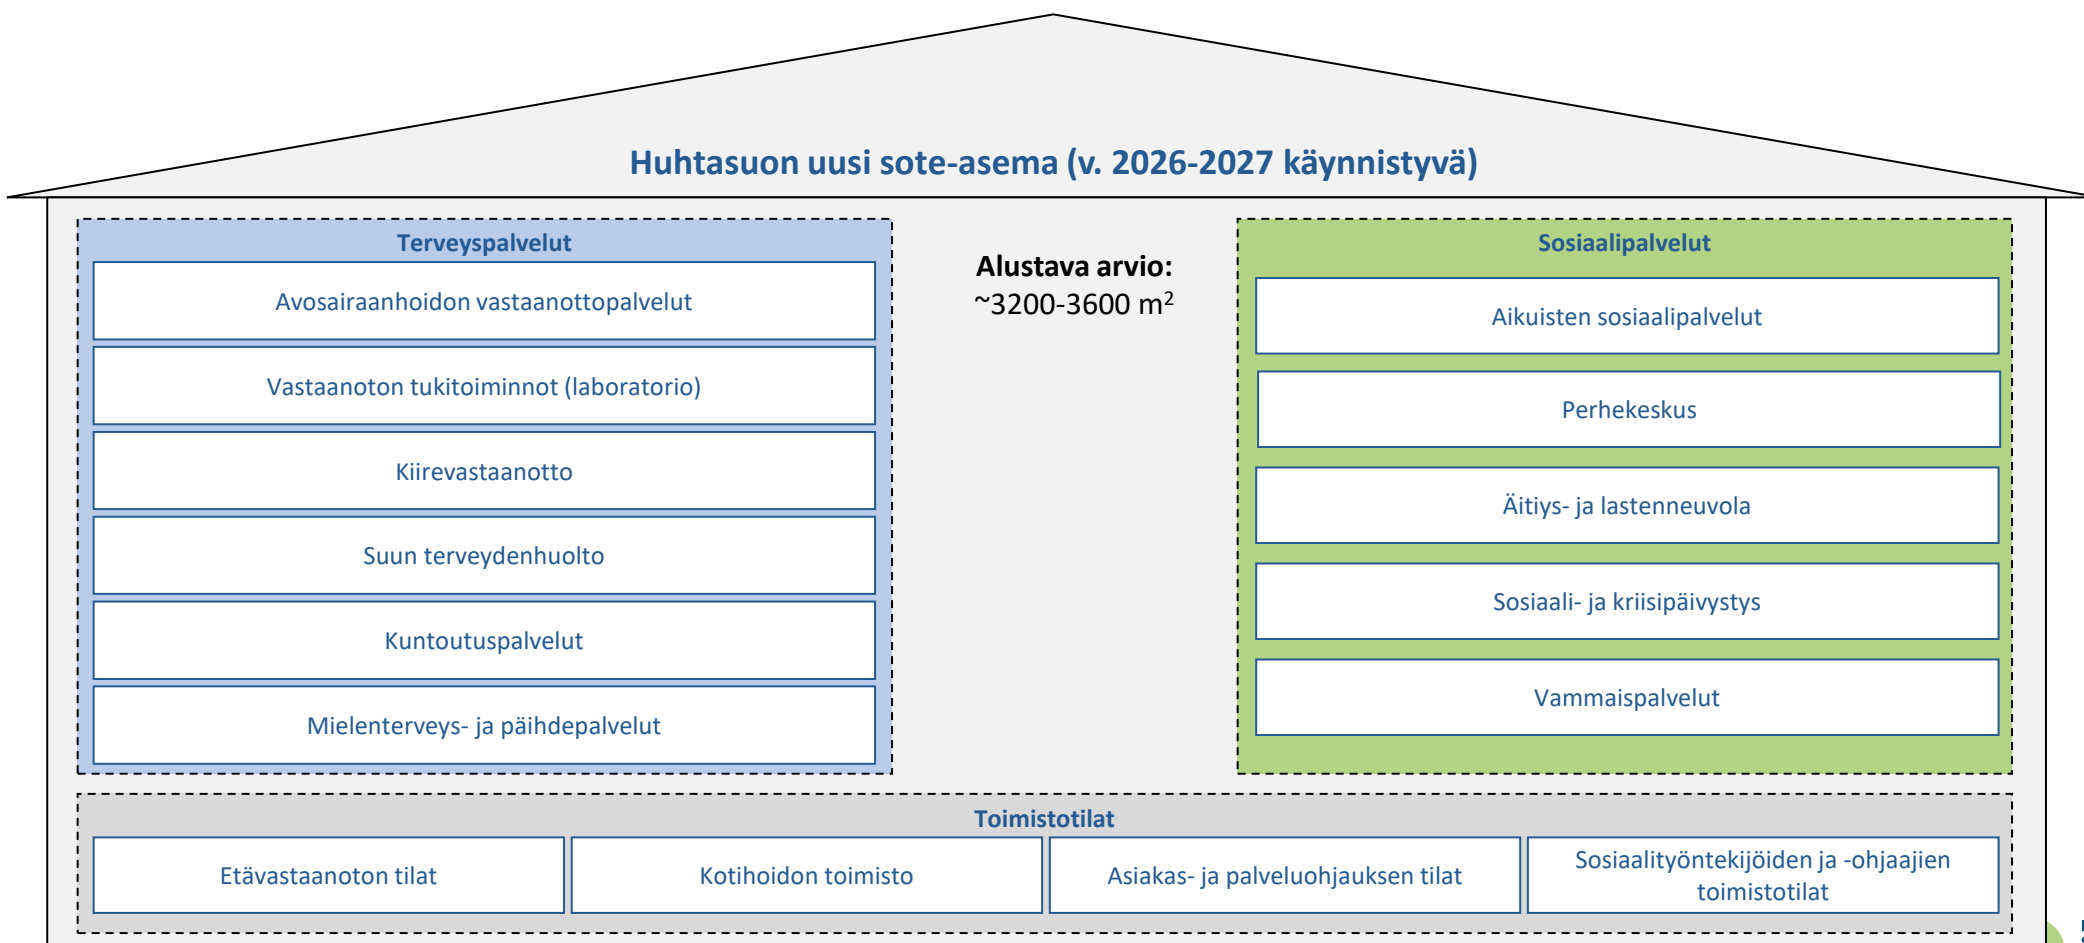 Huhtasuon uusi sote-asema (v. 2026-2027 käynnistyvä)
Terveyspalvelut
Avosairaanhoidon vastaanottopalvelut
Vastaanoton tukitoiminnot (laboratorio)
Kiirevastaanotto
Suun terveydenhuolto
Kuntoutuspalvelut
Mielenterveys- ja päihdepalvelut
Alustava arvio:
~3200-3600 m²
Sosiaalipalvelut
Aikuisten sosiaalipalvelut
Perhekeskus
Äitiys- ja lastenneuvola
Sosiaali- ja kriisipäivystys
Vammaispalvelut
Toimistotilat
Etävastaanoton tilat
Kotihoidon toimisto
Asiakas- ja palveluohjauksen tilat
Sosiaalityöntekijöiden ja -ohjaajien
toimistotilat